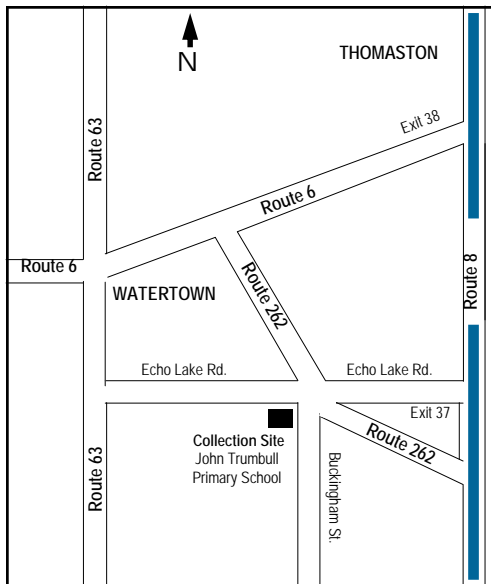 N
THOMASTON
Exit 38
Route 63
Route 6
Route 6
Route 8
WATERTOWN
Route 262
Echo Lake Rd.
Echo Lake Rd.
Exit 37
Collection Site
John Trumbull
Primary School
Route 262
Route 63
Buckingham St.